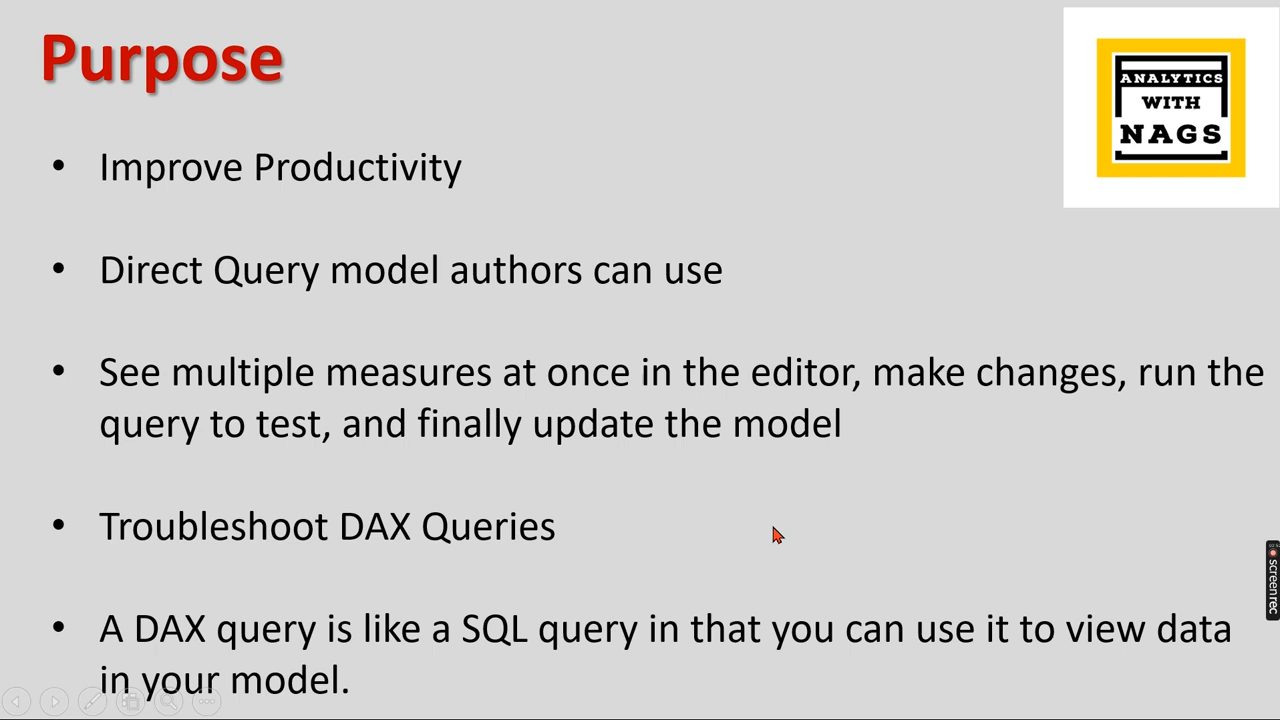 Purpose
ANALYTICS
WITH
NAGS
• Improve Productivity
• Direct Query model authors can use
• See multiple measures at once in the editor, make changes, run the
query to test, and finally update the model
• Troubleshoot DAX Queries
• A DAX query is like a SQL query in that you can use it to view data
in your model.
screenrec